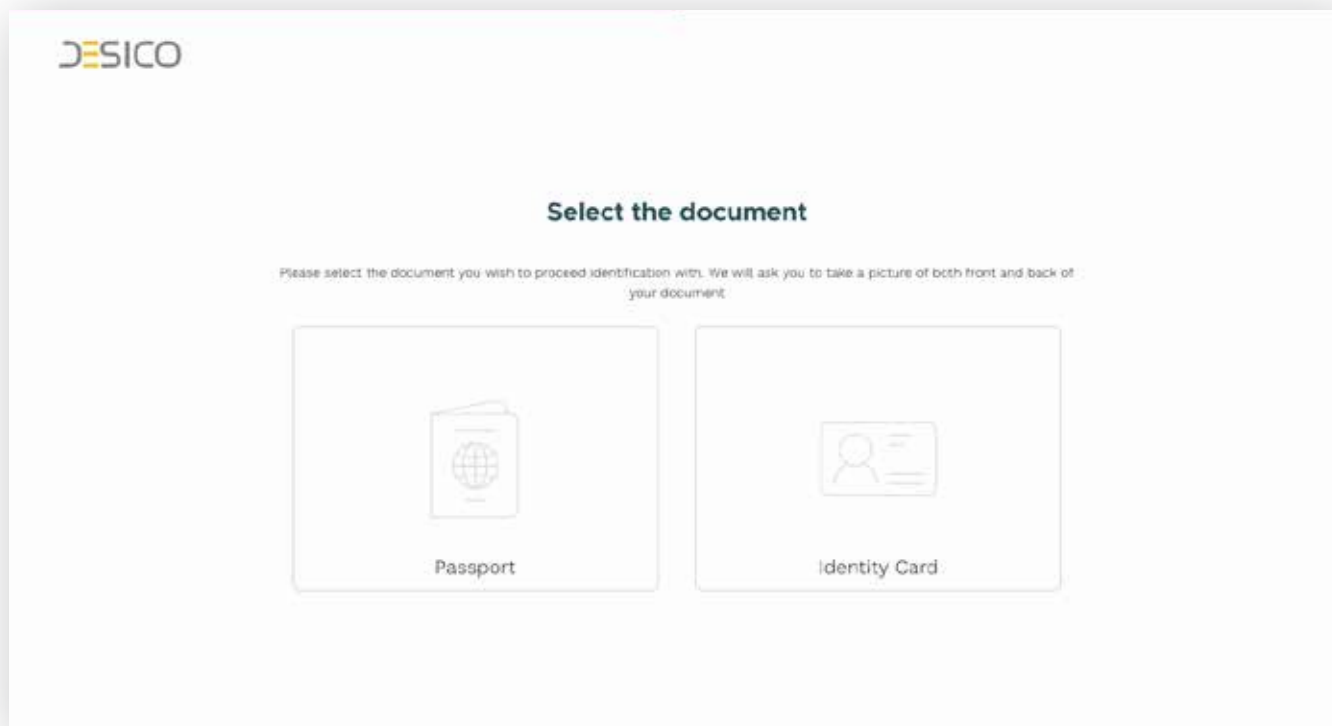 DESICO
Select the document
Please select the document you wish to proceed identification with. We will ask you to take a picture of both front and back of
your document
Passport
Identity Card